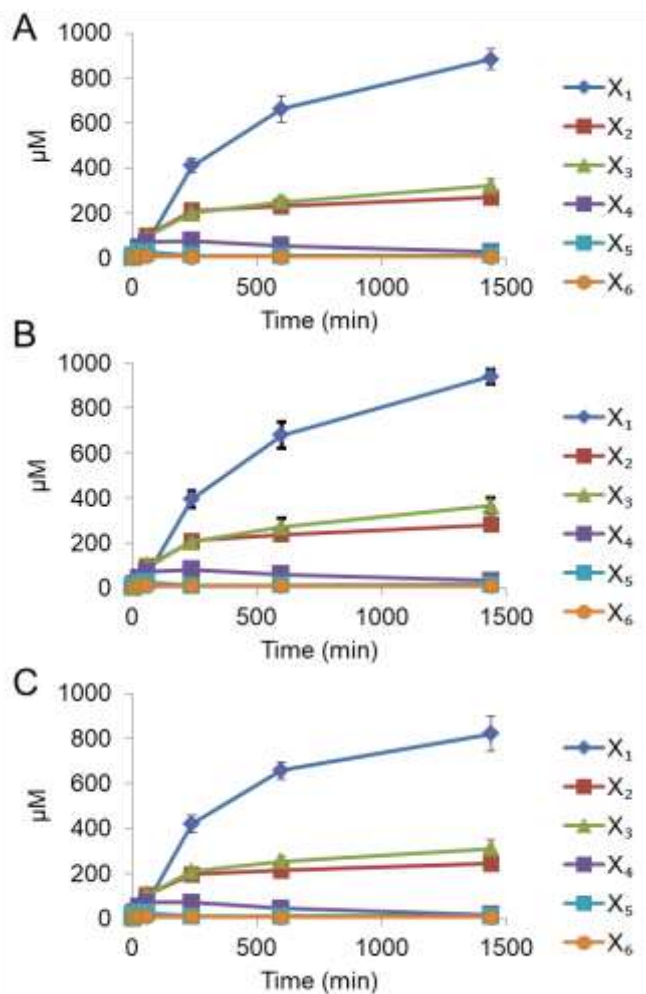 A
1000
800
600
400
200
0
µM
0 500 1000 1500
Time (min)
X₁
X₂
X₃
X₄
X₅
X₆
B
1000
800
600
400
200
0
µM
0 500 1000 1500
Time (min)
X₁
X₂
X₃
X₄
X₅
X₆
C
1000
800
600
400
200
0
µM
0 500 1000 1500
Time (min)
X₁
X₂
X₃
X₄
X₅
X₆